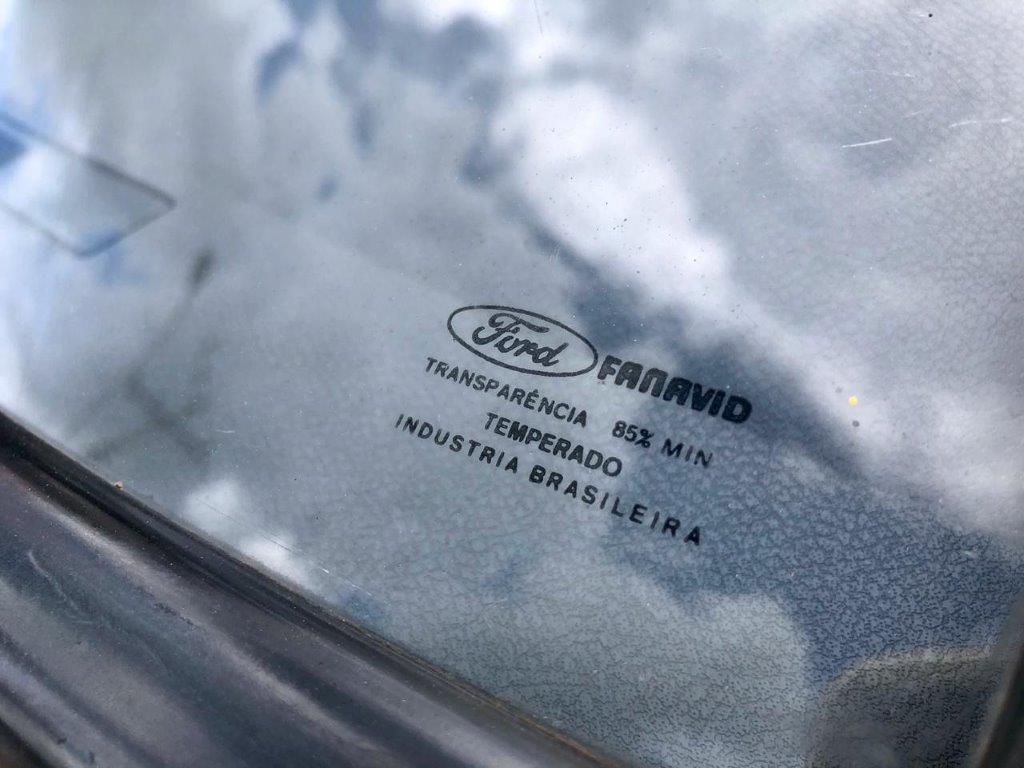 Ford FANAVID
TRANSPARÊNCIA 85% MIN
TEMPERADO
INDUSTRIA BRASILEIRA